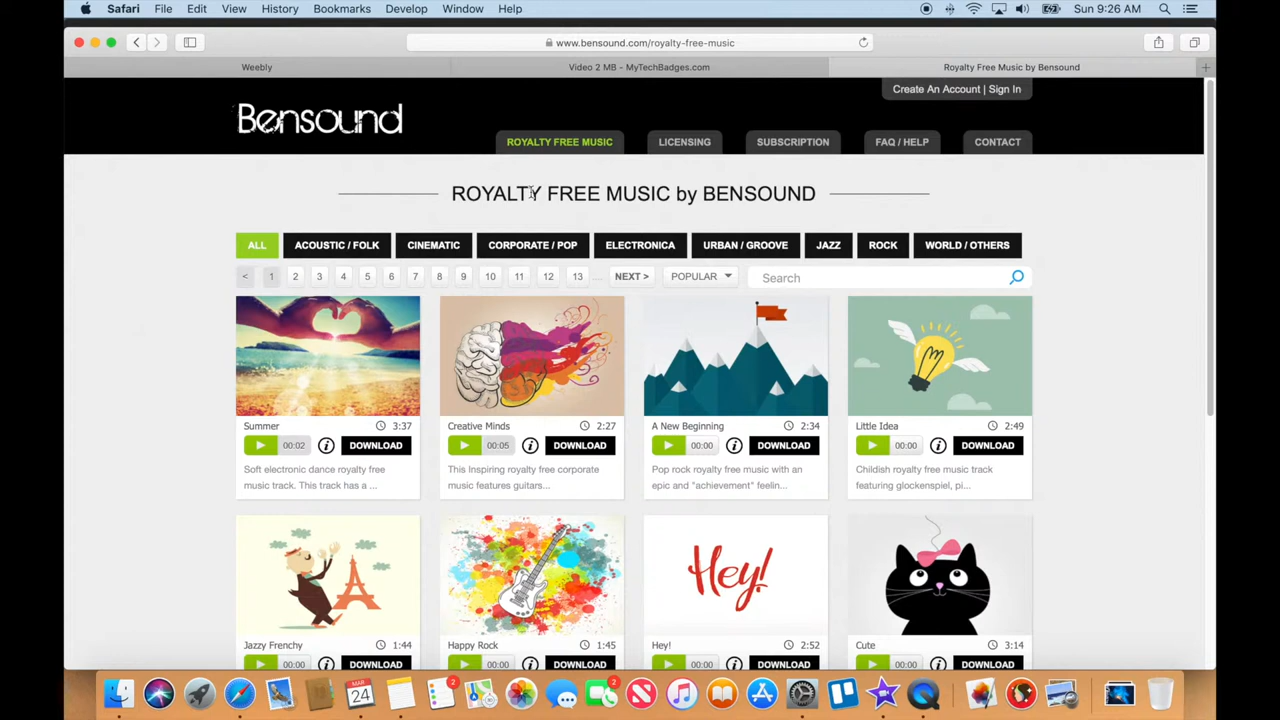 Safari File Edit View History Bookmarks Develop Window Help Sun 9:26 AM
www.bensound.com/royalty-free-music
Weebly Video 2 MB - MyTechBadges.com Royalty Free Music by Bensound
Create An Account | Sign In
Bensound
ROYALTY FREE MUSIC LICENSING SUBSCRIPTION FAQ / HELP CONTACT
ROYALTY FREE MUSIC by BENSOUND
ALL ACOUSTIC / FOLK CINEMATIC CORPORATE / POP ELECTRONICA URBAN / GROOVE JAZZ ROCK WORLD / OTHERS
< 1 2 3 4 5 6 7 8 9 10 11 12 13 .... NEXT > POPULAR Search
Summer 3:37 Creative Minds 2:27 A New Beginning 2:34 Little Idea 2:49
00:02 i DOWNLOAD 00:05 i DOWNLOAD 00:00 i DOWNLOAD 00:00 i DOWNLOAD
Soft electronic dance royalty free This Inspiring royalty free corporate Pop rock royalty free music with an Childish royalty free music track
music track. This track has a ... music features guitars... epic and "achievement" feelin... featuring glockenspiel, pi...
Hey!
Jazzy Frenchy 1:44 Happy Rock 1:45 Hey! 2:52 Cute 3:14
00:00 i DOWNLOAD 00:00 i DOWNLOAD 00:00 i DOWNLOAD 00:00 i DOWNLOAD
MAR
24 2 2